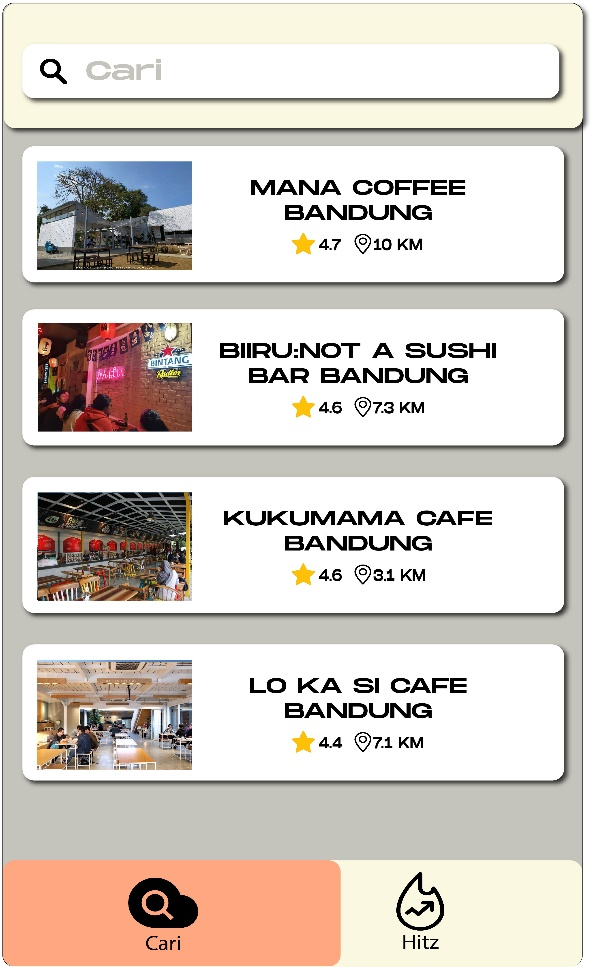 Cari
MANA COFFEE
BANDUNG
4.7 10 KM
BIIRU:NOT A SUSHI
BAR BANDUNG
BINTANG
4.6 7.3 KM
KUKUMAMA CAFE
BANDUNG
4.6 3.1 KM
LO KA SI CAFE
BANDUNG
4.4 7.1 KM
Cari
Hitz